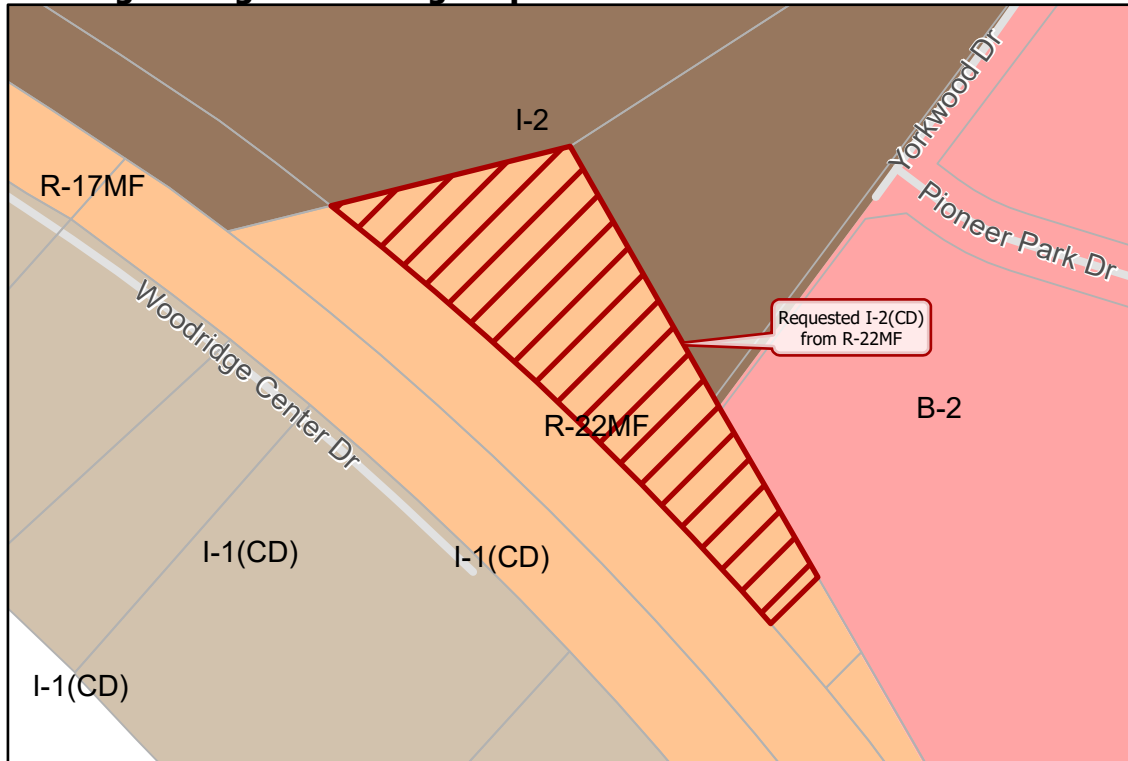 I-2
Yorkwood Dr
R-17MF
Pioneer Park Dr
Woodridge Center Dr
Requested I-2(CD)
from R-22MF
B-2
R-22MF
I-1(CD)
I-1(CD)
I-1(CD)